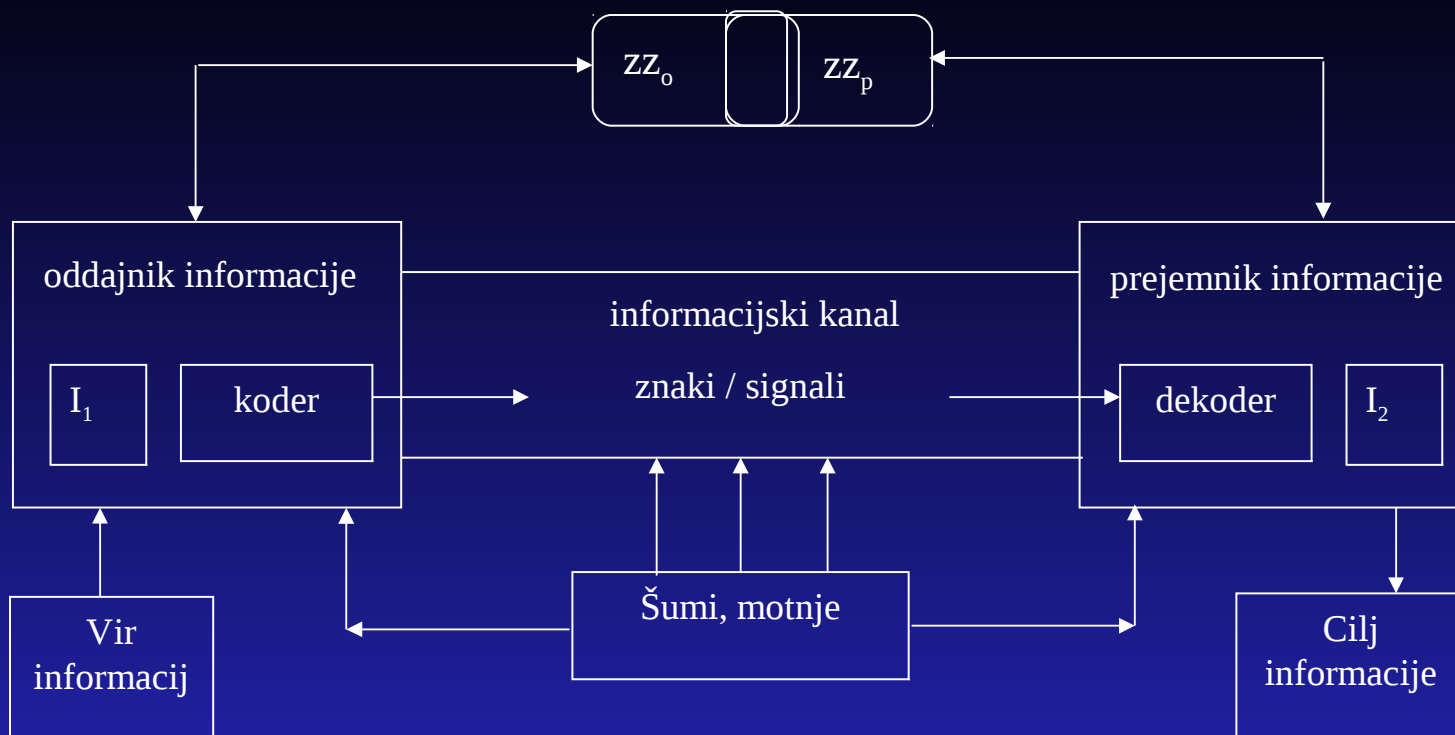 zzₒ
zzₚ
oddajnik informacije
prejemnik informacije
informacijski kanal
I₁
koder
znaki / signali
dekoder
I₂
Šumi, motnje
Vir
informacij
Cilj
informacije